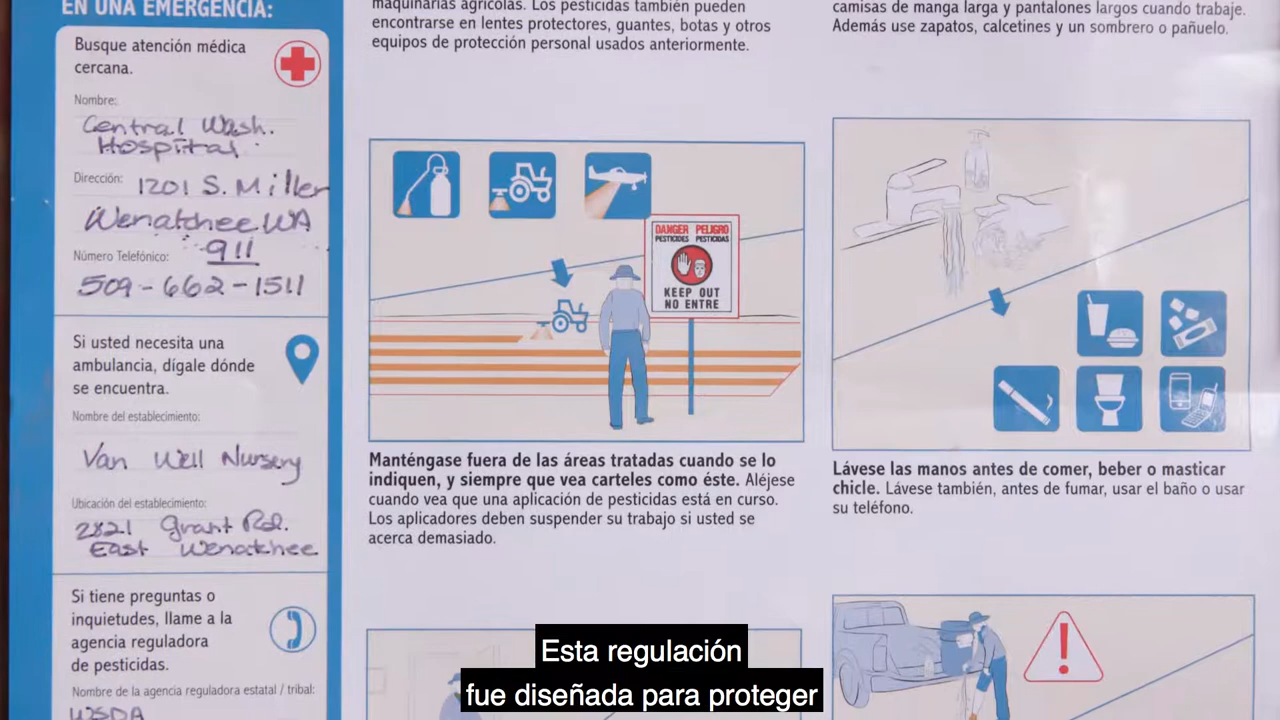 EN UNA EMERGENCIA:
Busque atención médica
cercana.
Nombre:
Central Wash.
Hospital
Dirección: 1201 S. Miller
Wenatchee WA
911
Número Telefónico:
509-662-1511
Si usted necesita una
ambulancia, dígale dónde
se encuentra.
Nombre del establecimiento:
Van Well Nursery
Ubicación del establecimiento:
2821 Grant Rd.
East Wenatchee
Si tiene preguntas o
inquietudes, llame a la
agencia reguladora
de pesticidas.
Nombre de la agencia reguladora estatal / tribal:
WSDA
maquinarias agrícolas. Los pesticidas también pueden
encontrarse en lentes protectores, guantes, botas y otros
equipos de protección personal usados anteriormente.
DANGER PELIGRO
PESTICIDES PESTICIDAS
KEEP OUT
NO ENTRE
Manténgase fuera de las áreas tratadas cuando se lo
indiquen, y siempre que vea carteles como éste. Aléjese
cuando vea que una aplicación de pesticidas está en curso.
Los aplicadores deben suspender su trabajo si usted se
acerca demasiado.
camisas de manga larga y pantalones largos cuando trabaje.
Además use zapatos, calcetines y un sombrero o pañuelo.
Lávese las manos antes de comer, beber o masticar
chicle. Lávese también, antes de fumar, usar el baño o usar
su teléfono.
Esta regulación
fue diseñada para proteger